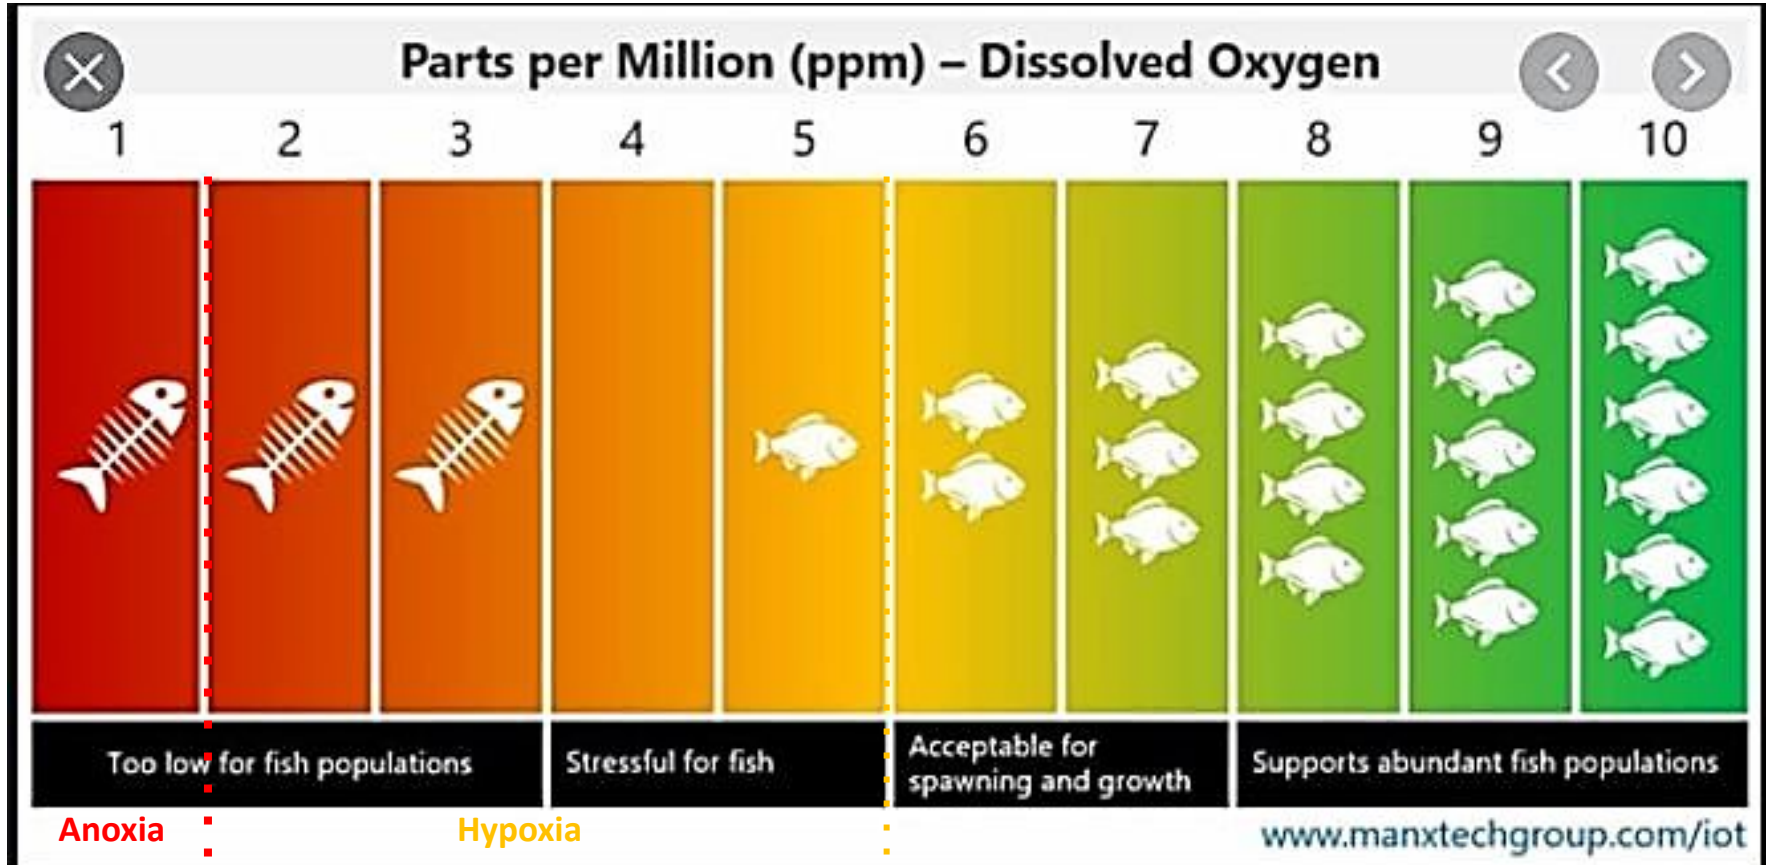 Parts per Million (ppm) – Dissolved Oxygen
1 2 3 4 5 6 7 8 9 10
Too low for fish populations
Stressful for fish
Acceptable for
spawning and growth
Supports abundant fish populations
Anoxia
Hypoxia
www.manxtechgroup.com/iot